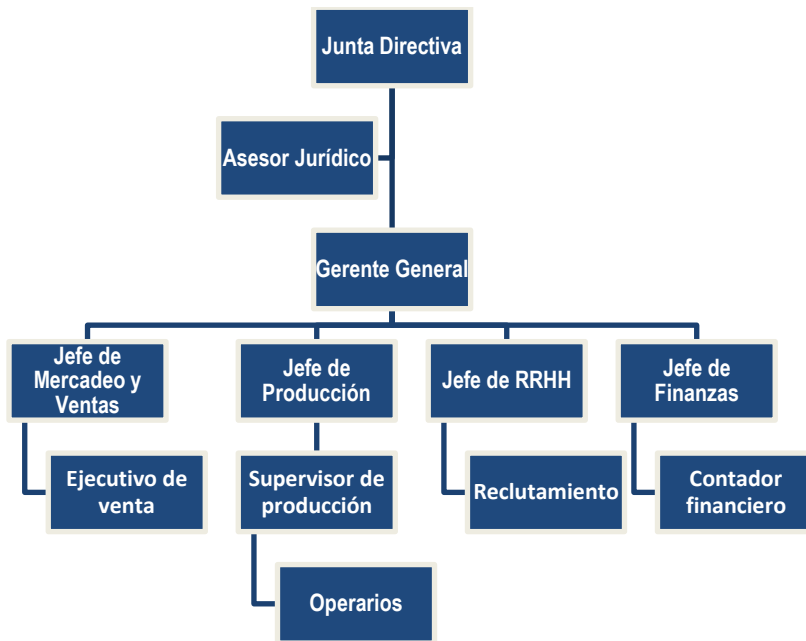 Junta Directiva
Asesor Jurídico
Gerente General
Jefe de
Mercadeo y
Ventas
Jefe de
Producción
Jefe de RRHH
Jefe de
Finanzas
Ejecutivo de
venta
Supervisor de
producción
Reclutamiento
Contador
financiero
Operarios